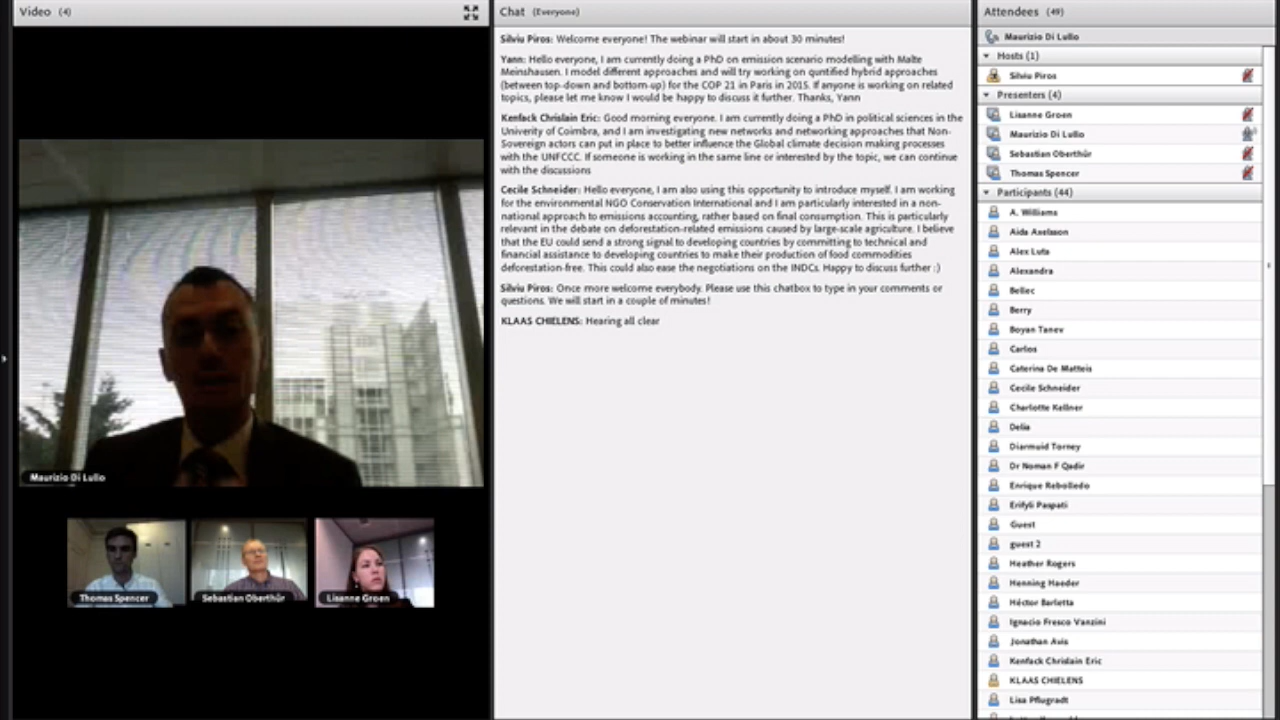 Video (4)
Maurizio Di Lullo
Thomas Spencer
Sebastian Oberthür
Lisanne Groen
Chat (Everyone)
Silviu Piros: Welcome everyone! The webinar will start in about 30 minutes!
Yann: Hello everyone, I am currently doing a PhD on emission scenario modelling with Malte
Meinshausen. I model different approaches and will try working on quntified hybrid approaches
(between top-down and bottom-up) for the COP 21 in Paris in 2015. If anyone is working on related
topics, please let me know I would be happy to discuss it further. Thanks, Yann
Kenfack Chrislain Eric: Good morning everyone. I am currently doing a PhD in political sciences in the
Univerity of Coimbra, and I am investigating new networks and networking approaches that Non-
Sovereign actors can put in place to better influence the Global climate decision making processes
with the UNFCCC. If someone is working in the same line or interested by the topic, we can continue
with the discussions
Cecile Schneider: Hello everyone, I am also using this opportunity to introduce myself. I am working
for the environmental NGO Conservation International and I am particularly interested in a non-
national approach to emissions accounting, rather based on final consumption. This is particularly
relevant in the debate on deforestation-related emissions caused by large-scale agriculture. I believe
that the EU could send a strong signal to developing countries by committing to technical and
financial assistance to developing countries to make their production of food commodities
deforestation-free. This could also ease the negotiations on the INDCs. Happy to discuss further :)
Silviu Piros: Once more welcome everybody. Please use this chatbox to type in your comments or
questions. We will start in a couple of minutes!
KLAAS CHIELENS: Hearing all clear
Attendees (49)
Maurizio Di Lullo
Hosts (1)
Silviu Piros
Presenters (4)
Lisanne Groen
Maurizio Di Lullo
Sebastian Oberthür
Thomas Spencer
Participants (44)
A. Williams
Aida Axelsson
Alex Luta
Alexandra
Bellec
Berry
Boyan Tanev
Carlos
Caterina De Matteis
Cecile Schneider
Charlotte Kellner
Delia
Diarmuid Torney
Dr Noman F Qadir
Enrique Rebolledo
Erifyli Paspati
Guest
guest 2
Heather Rogers
Henning Haeder
Héctor Barletta
Ignacio Fresco Vanzini
Jonathan Avis
Kenfack Chrislain Eric
KLAAS CHIELENS
Lisa Pflugradt